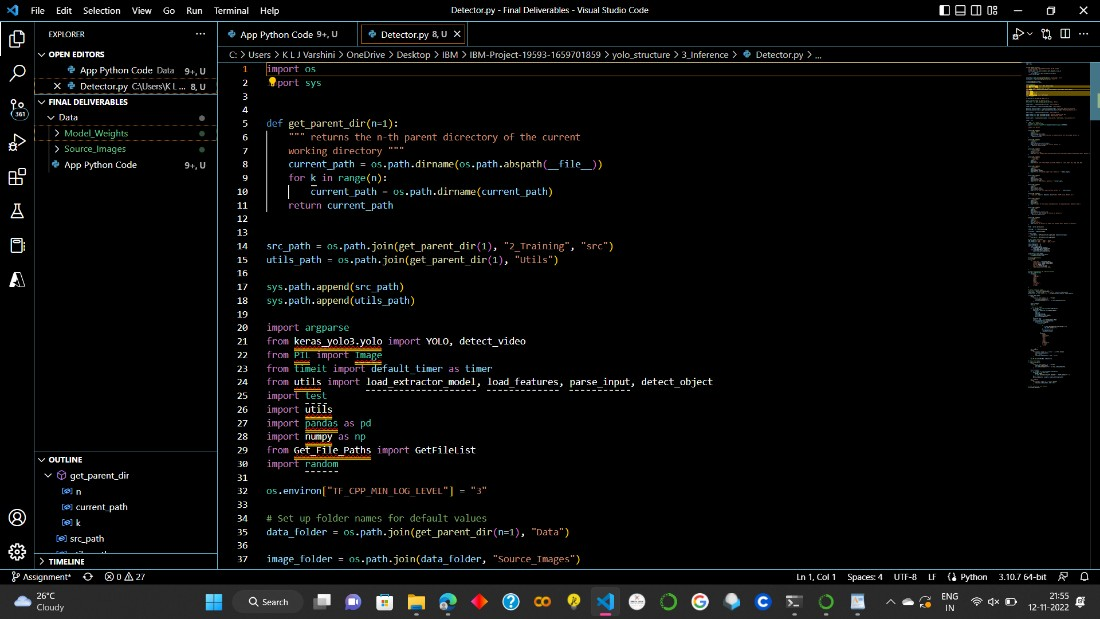 File Edit Selection View Go Run Terminal Help
Detector.py - Final Deliverables - Visual Studio Code
EXPLORER
OPEN EDITORS
App Python Code Data 9+, U
Detector.py C:\Users\K L ... 8, U
FINAL DELIVERABLES
Data
Model_Weights
Source_Images
App Python Code 9+, U
OUTLINE
get_parent_dir
n
current_path
k
src_path
TIMELINE
App Python Code 9+, U
Detector.py 8, U
C: > Users > K L J Varshini > OneDrive > Desktop > IBM > IBM-Project-19593-1659701859 > yolo_structure > 3_Inference > Detector.py > ...
1 import os
2 port sys
3
4
5 def get_parent_dir(n=1):
6 """ returns the n-th parent dicrectory of the current
7 working directory """
8 current_path = os.path.dirname(os.path.abspath(__file__))
9 for k in range(n):
10 current_path = os.path.dirname(current_path)
11 return current_path
12
13
14 src_path = os.path.join(get_parent_dir(1), "2_Training", "src")
15 utils_path = os.path.join(get_parent_dir(1), "Utils")
16
17 sys.path.append(src_path)
18 sys.path.append(utils_path)
19
20 import argparse
21 from keras_yolo3.yolo import YOLO, detect_video
22 from PIL import Image
23 from timeit import default_timer as timer
24 from utils import load_extractor_model, load_features, parse_input, detect_object
25 import test
26 import utils
27 import pandas as pd
28 import numpy as np
29 from Get_File_Paths import GetFileList
30 import random
31
32 os.environ["TF_CPP_MIN_LOG_LEVEL"] = "3"
33
34 # Set up folder names for default values
35 data_folder = os.path.join(get_parent_dir(n=1), "Data")
36
37 image_folder = os.path.join(data_folder, "Source_Images")
361
Assignment* 0 27
Ln 1, Col 1 Spaces: 4 UTF-8 LF Python 3.10.7 64-bit
26°C
Cloudy
Search
ENG
IN
21:55
12-11-2022